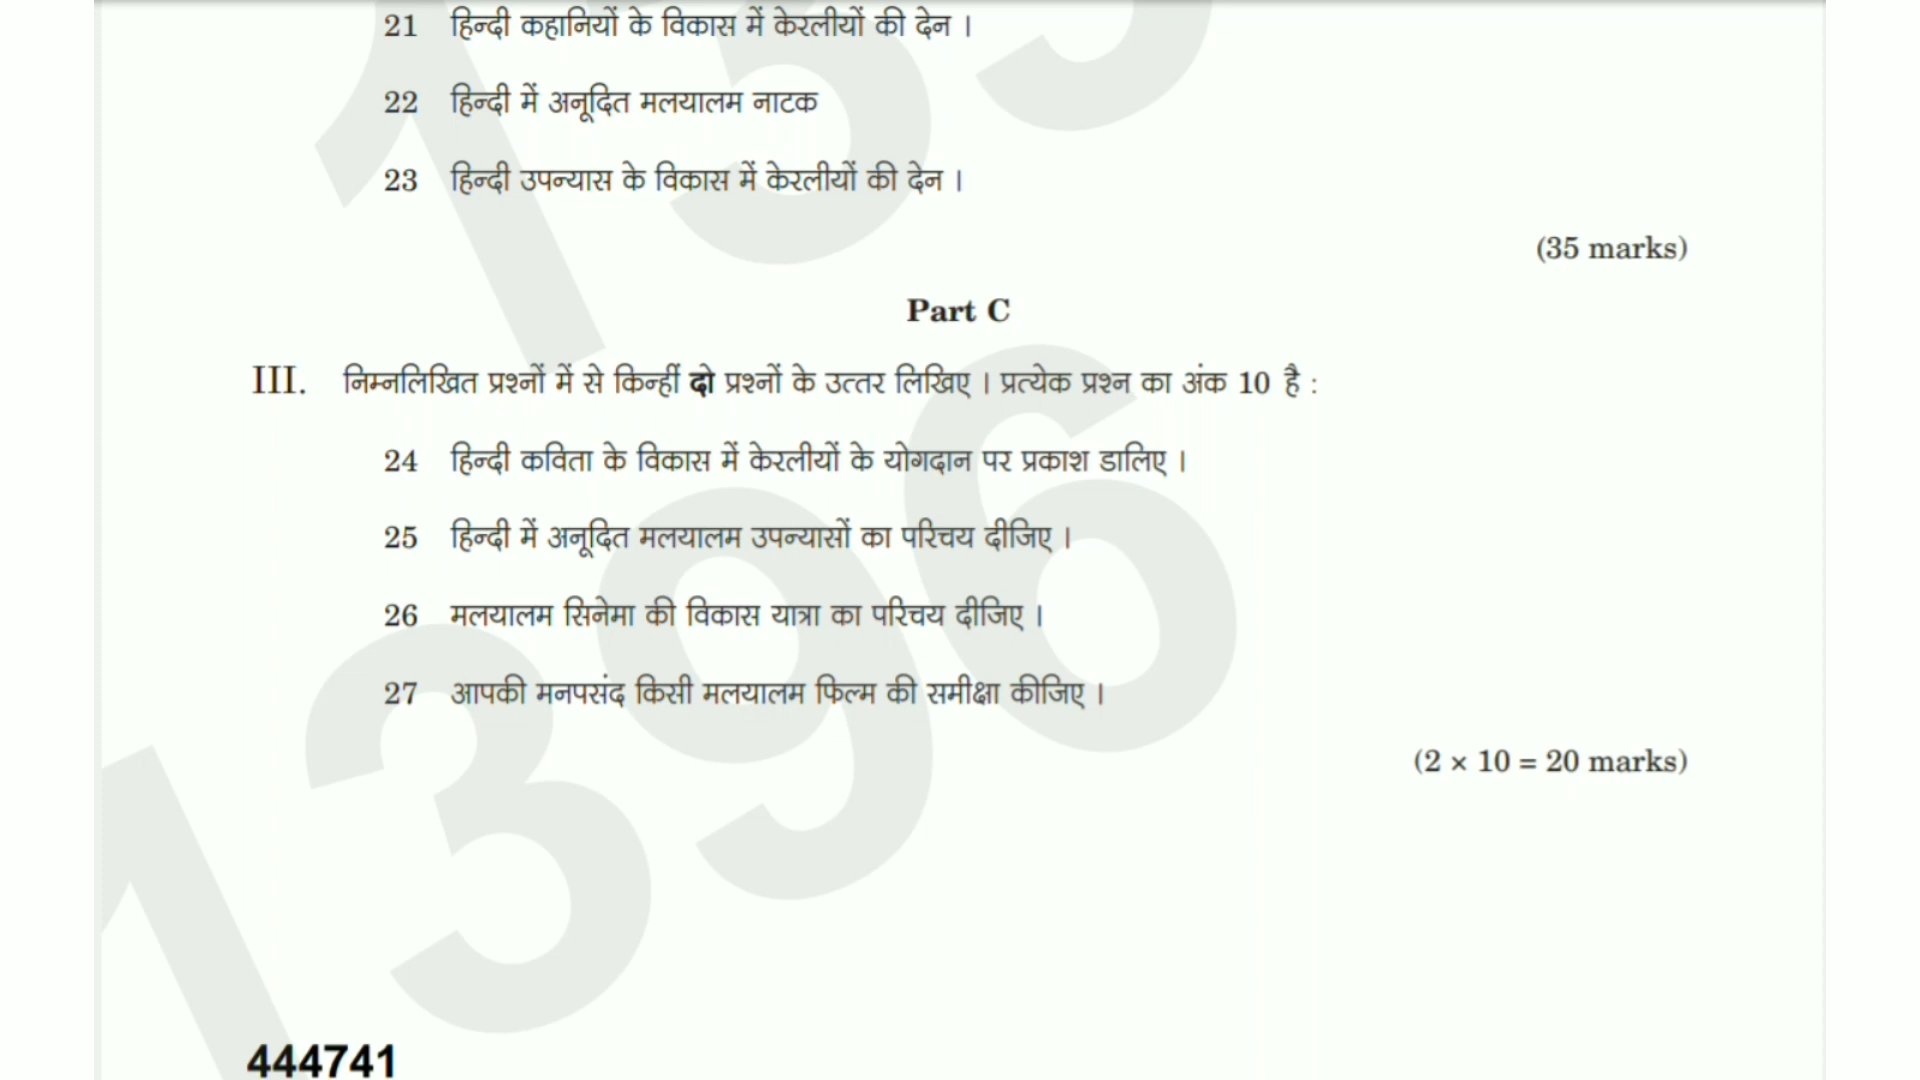 21 हिन्दी कहानियों के विकास में केरलीयों की देन ।
22 हिन्दी में अनूदित मलयालम नाटक
23 हिन्दी उपन्यास के विकास में केरलीयों की देन ।
(35 marks)
Part C
III. निम्नलिखित प्रश्नों में से किन्हीं दो प्रश्नों के उत्तर लिखिए । प्रत्येक प्रश्न का अंक 10 है :
24 हिन्दी कविता के विकास में केरलीयों के योगदान पर प्रकाश डालिए ।
25 हिन्दी में अनूदित मलयालम उपन्यासों का परिचय दीजिए ।
26 मलयालम सिनेमा की विकास यात्रा का परिचय दीजिए ।
27 आपकी मनपसंद किसी मलयालम फिल्म की समीक्षा कीजिए ।
(2 × 10 = 20 marks)
1396
444741